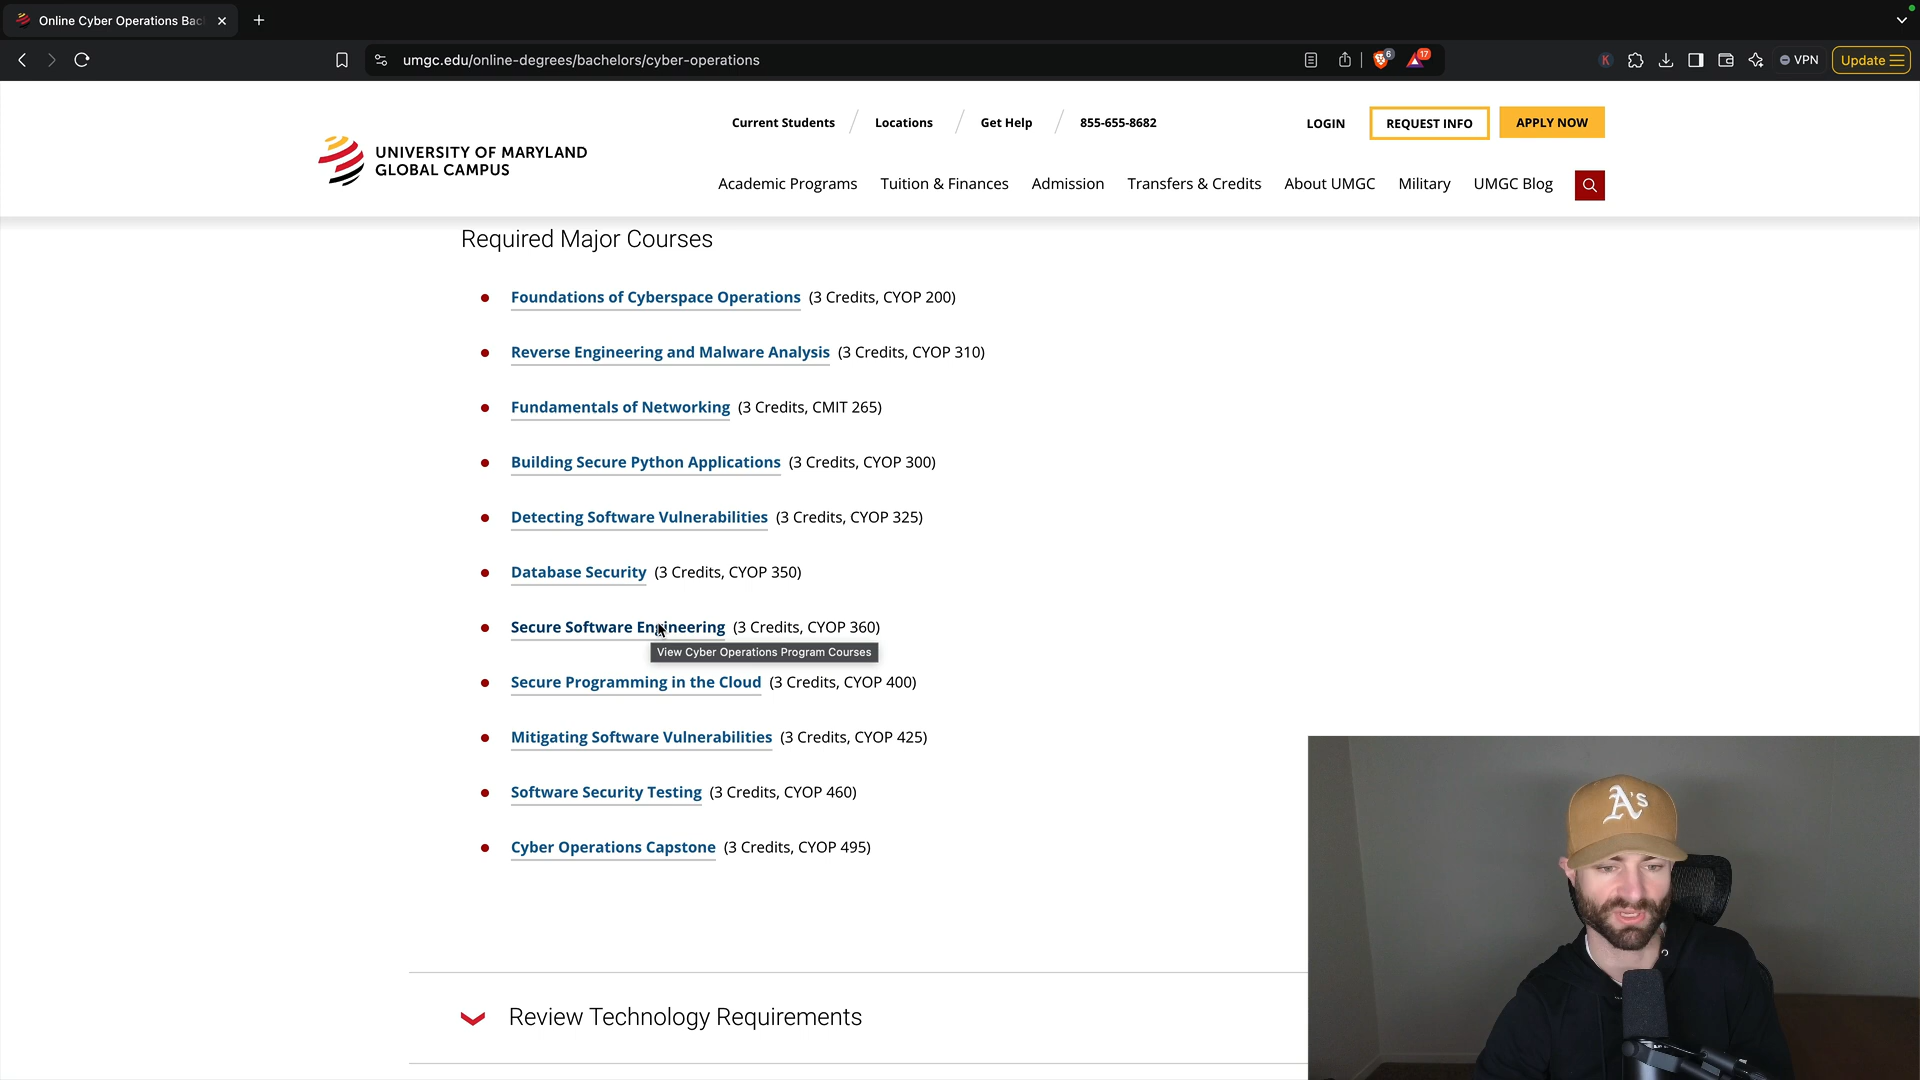 Online Cyber Operations Bac
umgc.edu/online-degrees/bachelors/cyber-operations
6
17
K
VPN
Update
Current Students
Locations
Get Help
855-655-8682
LOGIN
REQUEST INFO
APPLY NOW
UNIVERSITY OF MARYLAND
GLOBAL CAMPUS
Academic Programs
Tuition & Finances
Admission
Transfers & Credits
About UMGC
Military
UMGC Blog
Required Major Courses
Foundations of Cyberspace Operations (3 Credits, CYOP 200)
Reverse Engineering and Malware Analysis (3 Credits, CYOP 310)
Fundamentals of Networking (3 Credits, CMIT 265)
Building Secure Python Applications (3 Credits, CYOP 300)
Detecting Software Vulnerabilities (3 Credits, CYOP 325)
Database Security (3 Credits, CYOP 350)
Secure Software Engineering (3 Credits, CYOP 360)
View Cyber Operations Program Courses
Secure Programming in the Cloud (3 Credits, CYOP 400)
Mitigating Software Vulnerabilities (3 Credits, CYOP 425)
Software Security Testing (3 Credits, CYOP 460)
Cyber Operations Capstone (3 Credits, CYOP 495)
Review Technology Requirements
A's